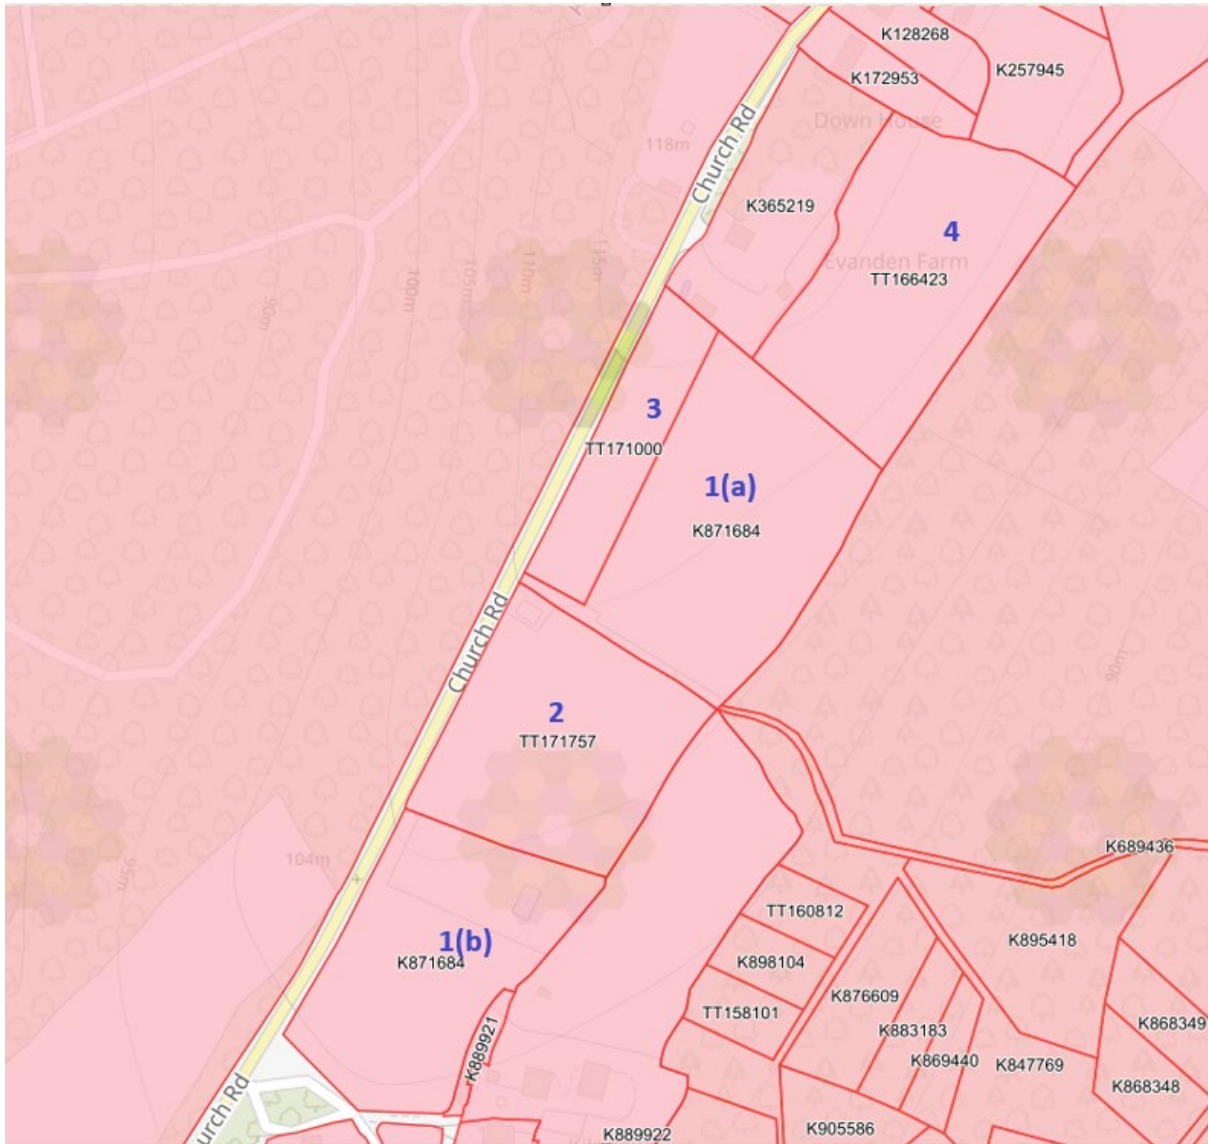 K128268
K257945
K172953
Down House
118m
Church Rd
K365219
4
Evanden Farm
TT166423
115m
110m
105m
100m
90m
3
TT171000
1(a)
K871684
Church Rd
90m
2
TT171757
K689436
104m
95m
TT160812
K895418
1(b)
K871684
K898104
K876609
TT158101
K868349
K883183
K889921
K869440
K847769
K868348
Church Rd
K889922
K905586